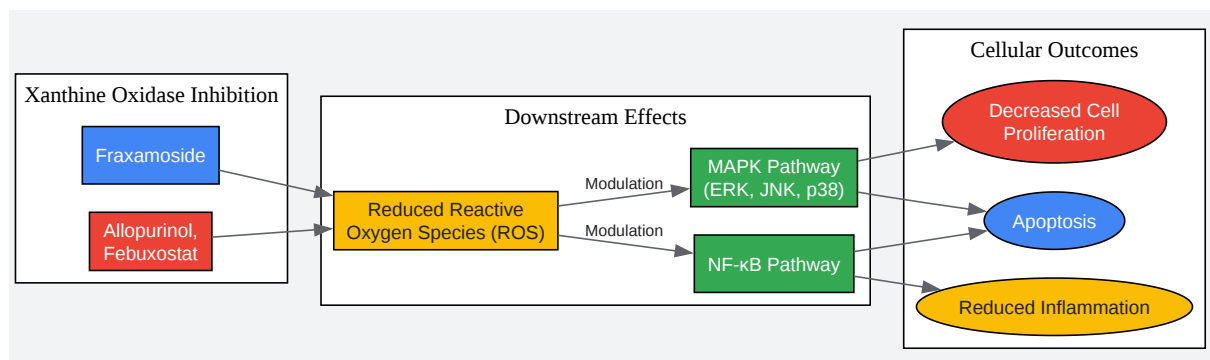 Xanthine Oxidase Inhibition
Fraxamoside
Allopurinol,
Febuxostat
Downstream Effects
Reduced Reactive
Oxygen Species (ROS)
Modulation
Modulation
MAPK Pathway
(ERK, JNK, p38)
NF-κB Pathway
Cellular Outcomes
Decreased Cell
Proliferation
Apoptosis
Reduced Inflammation